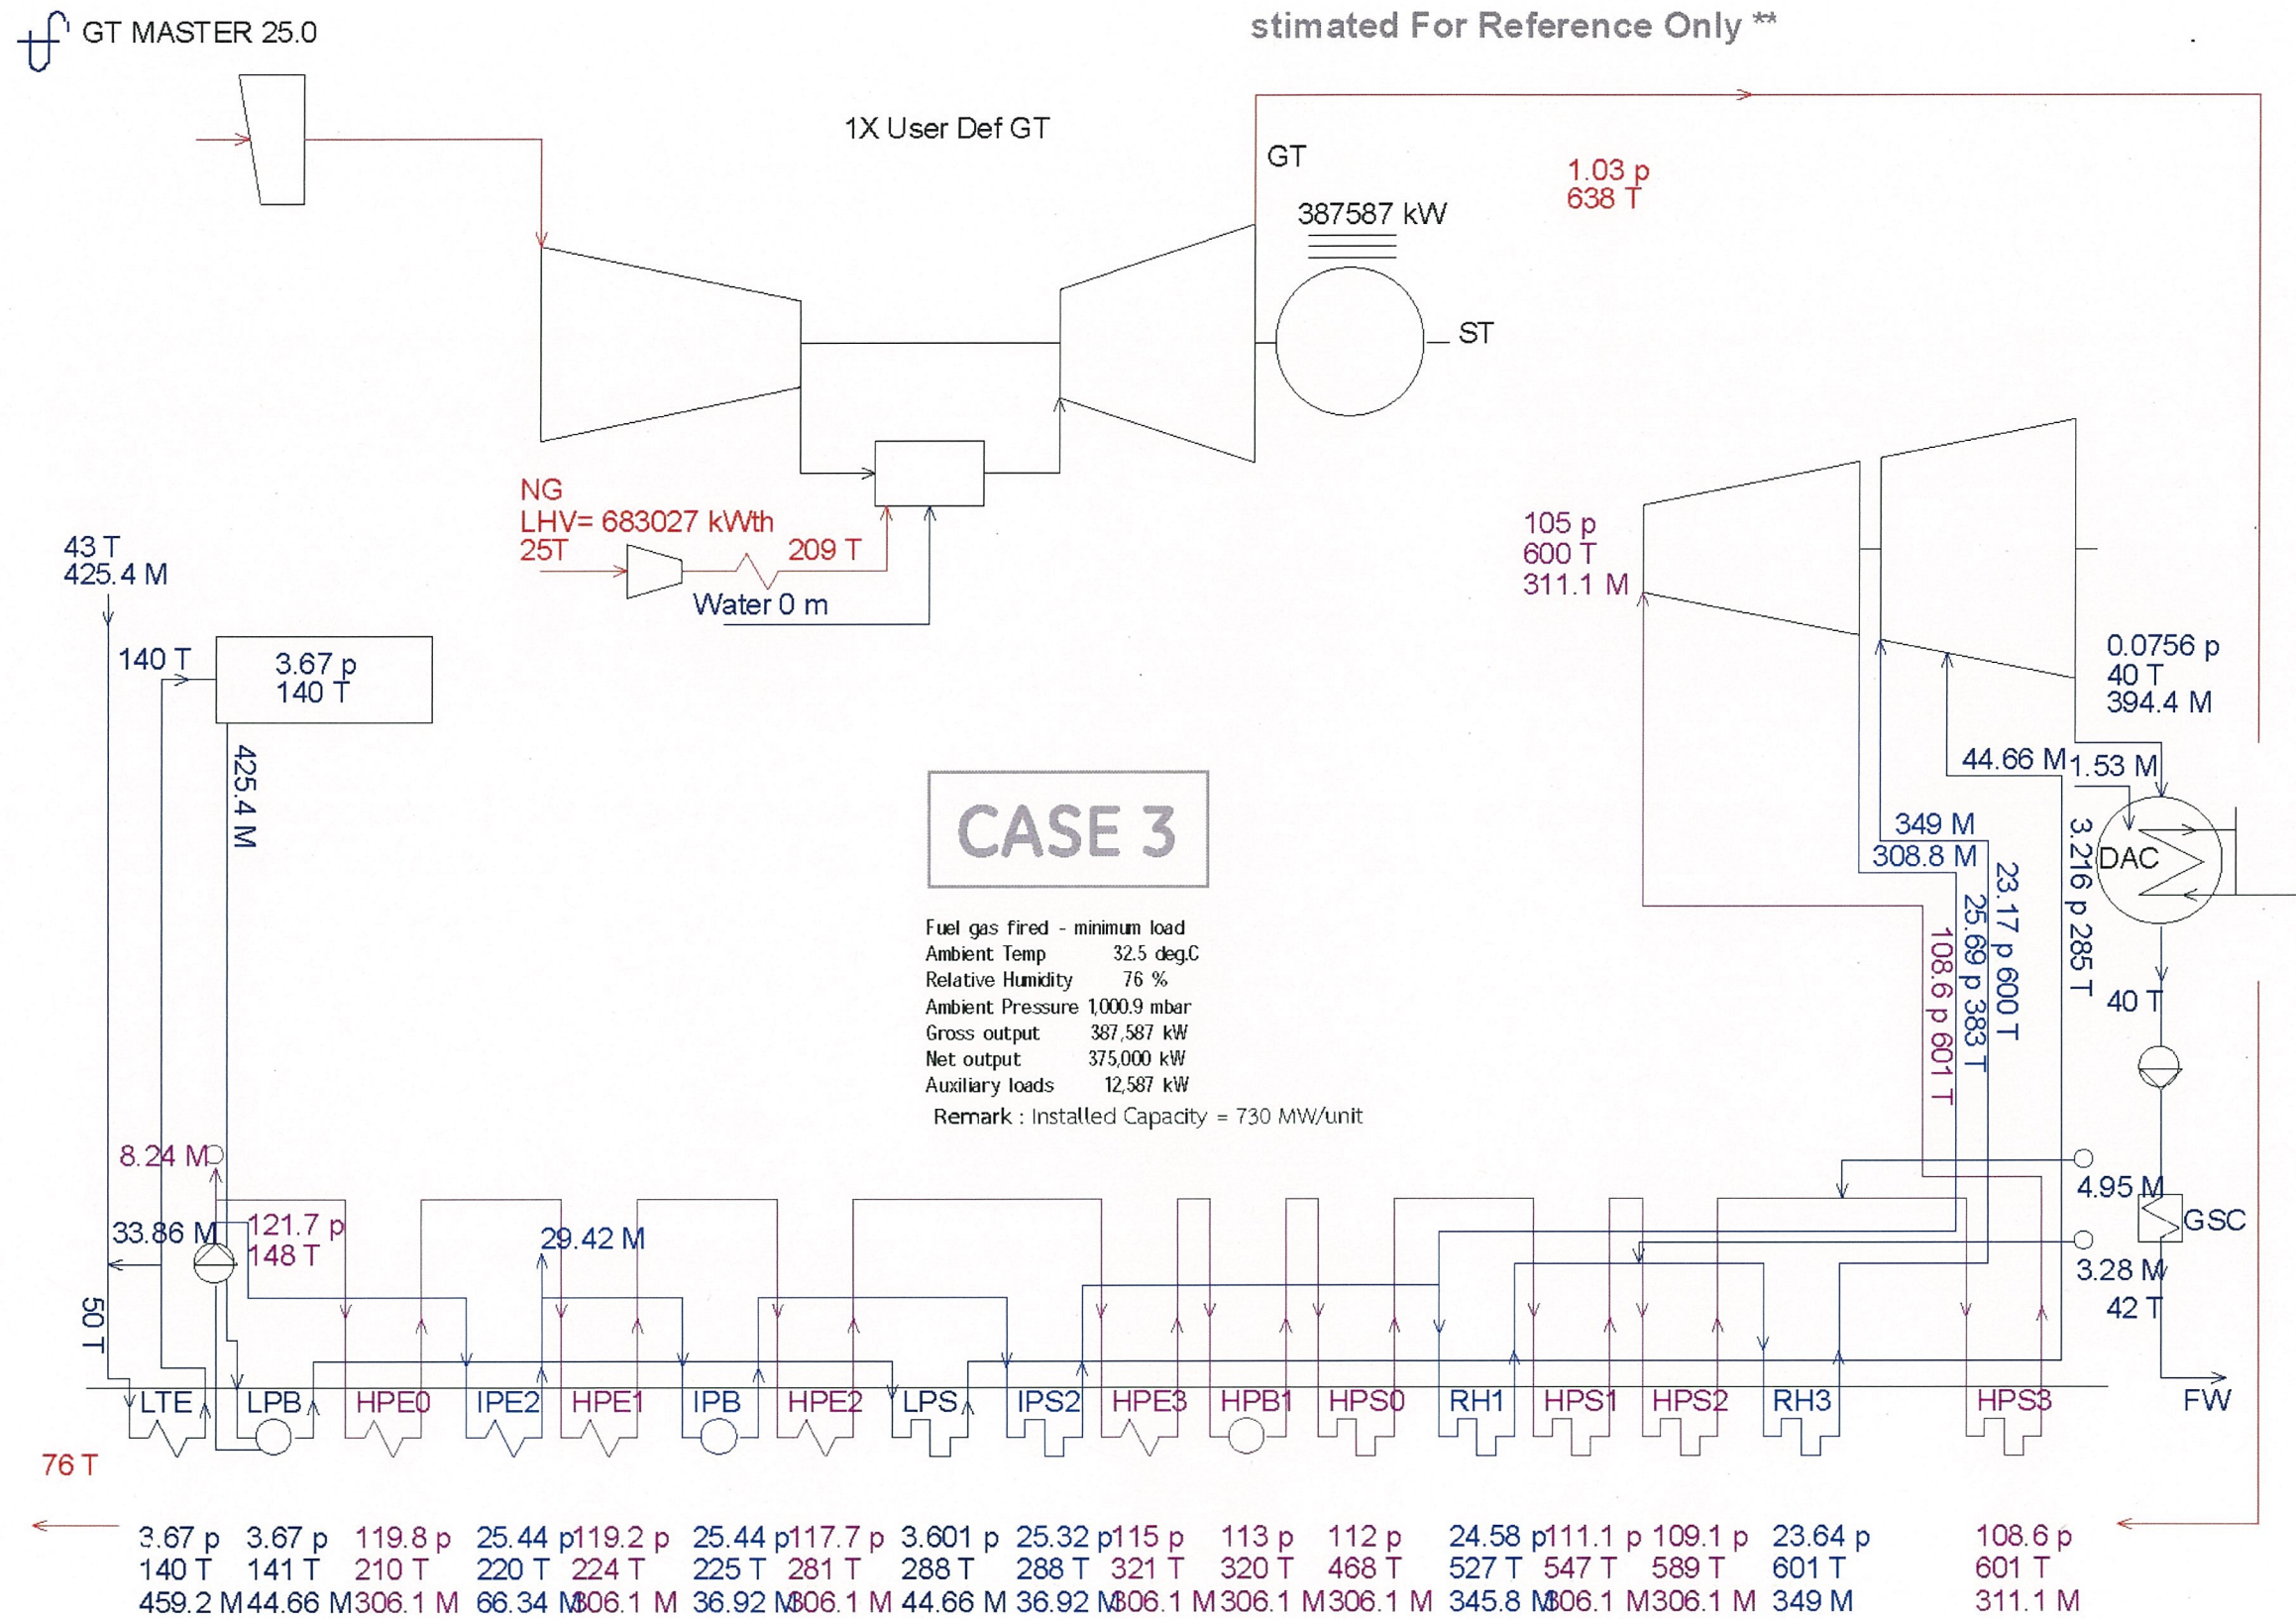 GT MASTER 25.0
stimated For Reference Only **
1X User Def GT
GT
1.03 p
638 T
387587 kW
ST
NG
LHV= 683027 kWth
25T
209 T
Water 0 m
43 T
425.4 M
140 T
3.67 p
140 T
425.4 M
105 p
600 T
311.1 M
0.0756 p
40 T
394.4 M
44.66 M
1.53 M
349 M
308.8 M
DAC
3.216 p 285 T
23.17 p 600 T
25.69 p 383 T
108.6 p 601 T
40 T
CASE 3
Fuel gas fired - minimum load
Ambient Temp 32.5 deg.C
Relative Humidity 76 %
Ambient Pressure 1,000.9 mbar
Gross output 387,587 kW
Net output 375,000 kW
Auxiliary loads 12,587 kW
Remark : Installed Capacity = 730 MW/unit
8.24 M
33.86 M
121.7 p
148 T
29.42 M
4.95 M
GSC
3.28 M
42 T
50 T
LTE LPB HPE0 IPE2 HPE1 IPB HPE2 LPS IPS2 HPE3 HPB1 HPS0 RH1 HPS1 HPS2 RH3 HPS3 FW
76 T
3.67 p 3.67 p 119.8 p 25.44 p 119.2 p 25.44 p 117.7 p 3.601 p 25.32 p 115 p 113 p 112 p 24.58 p 111.1 p 109.1 p 23.64 p 108.6 p
140 T 141 T 210 T 220 T 224 T 225 T 281 T 288 T 288 T 321 T 320 T 468 T 527 T 547 T 589 T 601 T 601 T
459.2 M 44.66 M 306.1 M 66.34 M 306.1 M 36.92 M 306.1 M 44.66 M 36.92 M 306.1 M 306.1 M 306.1 M 345.8 M 306.1 M 306.1 M 349 M 311.1 M